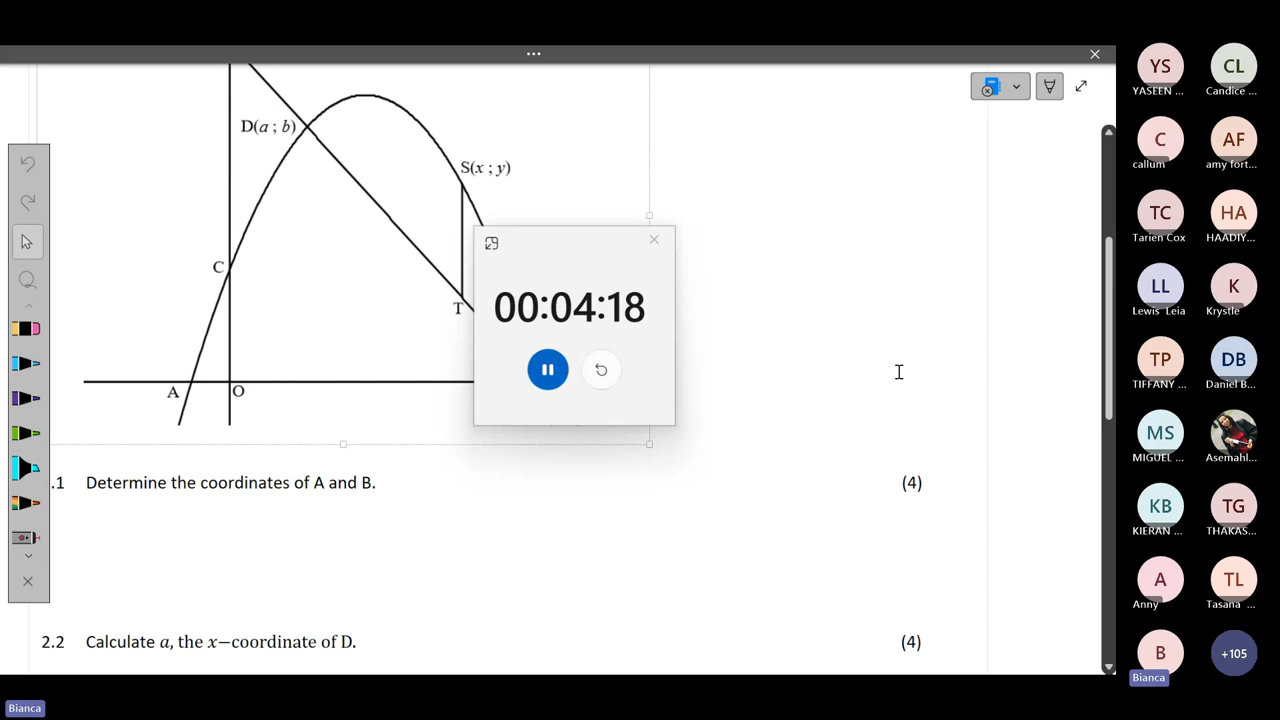 D(a ; b)
S(x ; y)
C
T
A
O
00:04:18
.1 Determine the coordinates of A and B. (4)
2.2 Calculate a, the x−coordinate of D. (4)
YS
YASEEN ...
CL
Candice ...
C
callum
AF
amy fort...
TC
Tarien Cox
HA
HAADIY...
LL
Lewis Leia
K
Krystle
TP
TIFFANY ...
DB
Daniel B...
MS
MIGUEL ...
Asemahl...
KB
KIERAN ...
TG
THAKAS...
A
Anny
TL
Tasana ...
B
Bianca
+105
Bianca